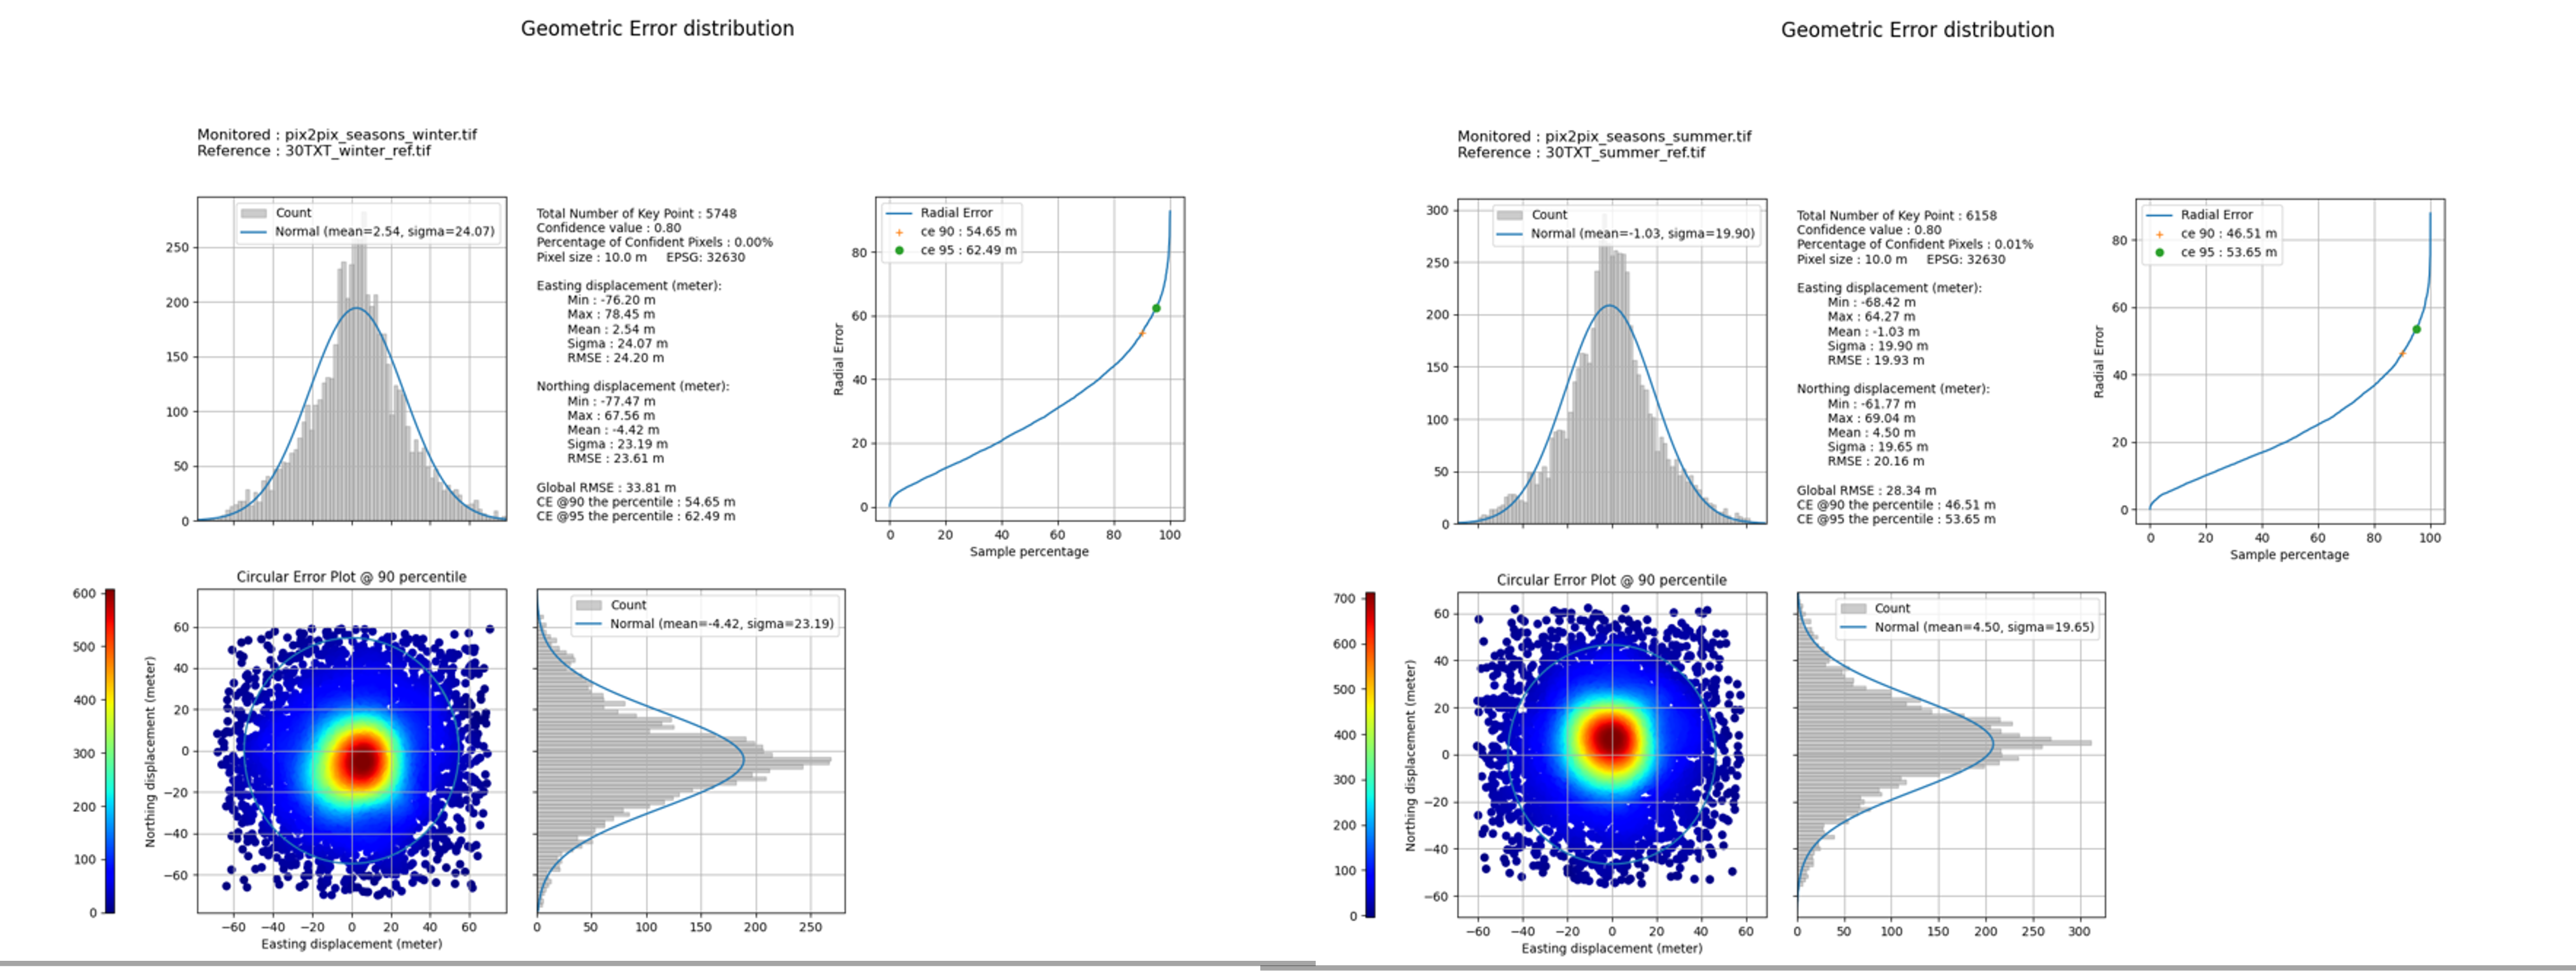 Geometric Error distribution
Monitored : pix2pix_seasons_winter.tif
Reference : 30TXT_winter_ref.tif
Count
Normal (mean=2.54, sigma=24.07)
250
200
150
100
50
0
Total Number of Key Point : 5748
Confidence value : 0.80
Percentage of Confident Pixels : 0.00%
Pixel size : 10.0 m EPSG: 32630
Easting displacement (meter):
Min : -76.20 m
Max : 78.45 m
Mean : 2.54 m
Sigma : 24.07 m
RMSE : 24.20 m
Northing displacement (meter):
Min : -77.47 m
Max : 67.56 m
Mean : -4.42 m
Sigma : 23.19 m
RMSE : 23.61 m
Global RMSE : 33.81 m
CE @90 the percentile : 54.65 m
CE @95 the percentile : 62.49 m
Radial Error
ce 90 : 54.65 m
ce 95 : 62.49 m
Radial Error
80
60
40
20
0
0 20 40 60 80 100
Sample percentage
Circular Error Plot @ 90 percentile
600
500
400
300
200
100
0
Northing displacement (meter)
60
40
20
0
−20
−40
−60
−60 −40 −20 0 20 40 60
Easting displacement (meter)
Count
Normal (mean=-4.42, sigma=23.19)
0 50 100 150 200 250
Geometric Error distribution
Monitored : pix2pix_seasons_summer.tif
Reference : 30TXT_summer_ref.tif
Count
Normal (mean=-1.03, sigma=19.90)
300
250
200
150
100
50
0
Total Number of Key Point : 6158
Confidence value : 0.80
Percentage of Confident Pixels : 0.01%
Pixel size : 10.0 m EPSG: 32630
Easting displacement (meter):
Min : -68.42 m
Max : 64.27 m
Mean : -1.03 m
Sigma : 19.90 m
RMSE : 19.93 m
Northing displacement (meter):
Min : -61.77 m
Max : 69.04 m
Mean : 4.50 m
Sigma : 19.65 m
RMSE : 20.16 m
Global RMSE : 28.34 m
CE @90 the percentile : 46.51 m
CE @95 the percentile : 53.65 m
Radial Error
ce 90 : 46.51 m
ce 95 : 53.65 m
Radial Error
80
60
40
20
0
0 20 40 60 80 100
Sample percentage
Circular Error Plot @ 90 percentile
700
600
500
400
300
200
100
0
Northing displacement (meter)
60
40
20
0
−20
−40
−60
−60 −40 −20 0 20 40 60
Easting displacement (meter)
Count
Normal (mean=4.50, sigma=19.65)
0 50 100 150 200 250 300